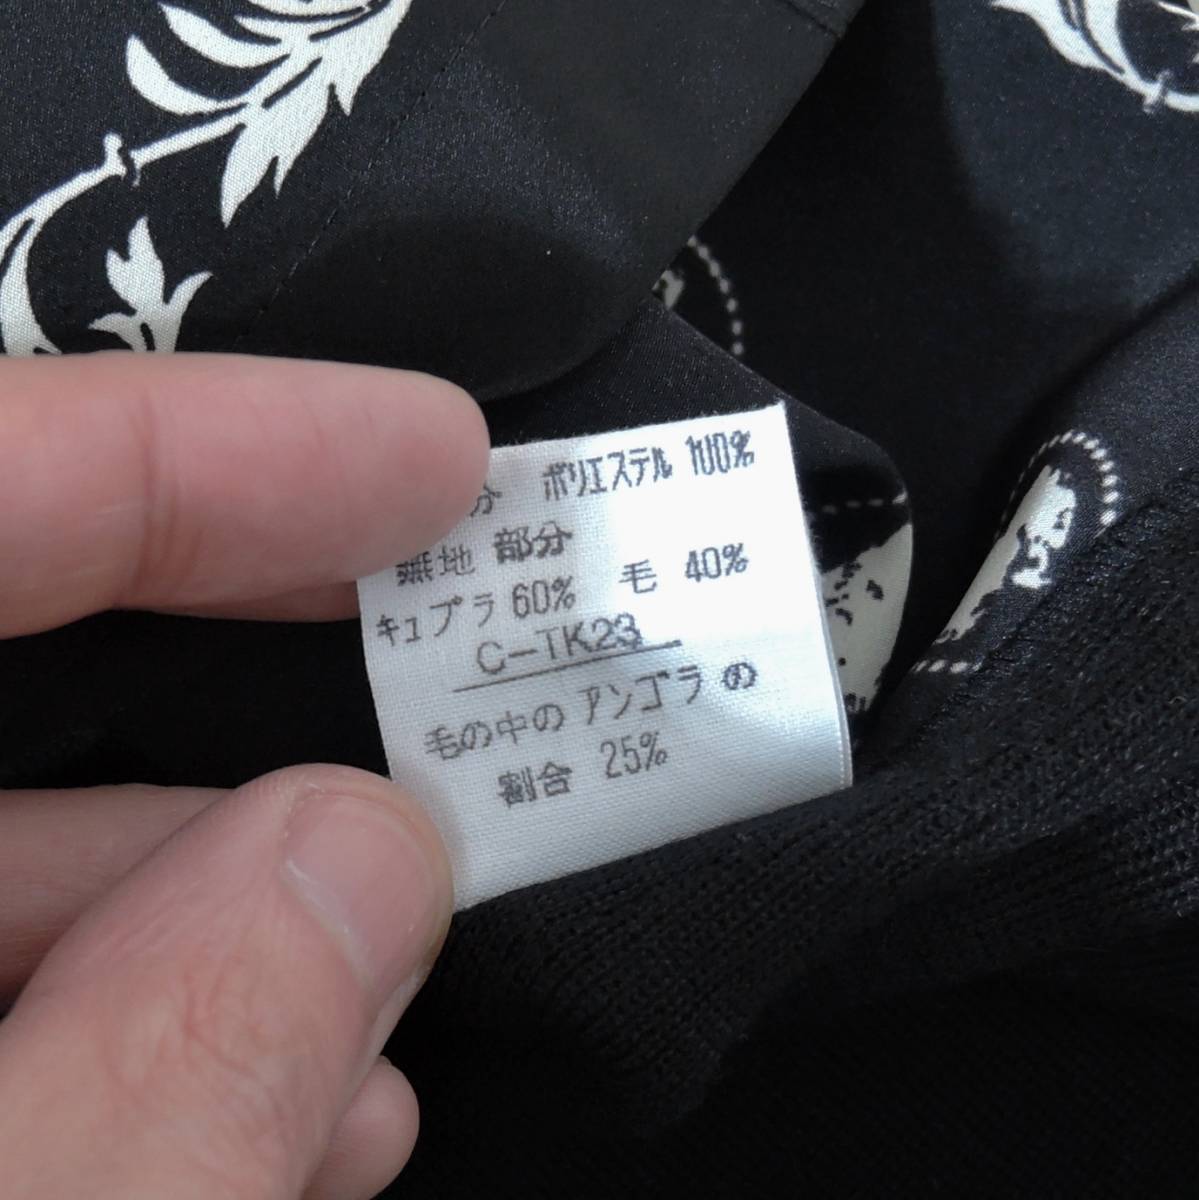 分 ポリエステル 100%
無地 部分
キュプラ 60% 毛 40%
C-TK23
毛の中のアンゴラの
割合 25%